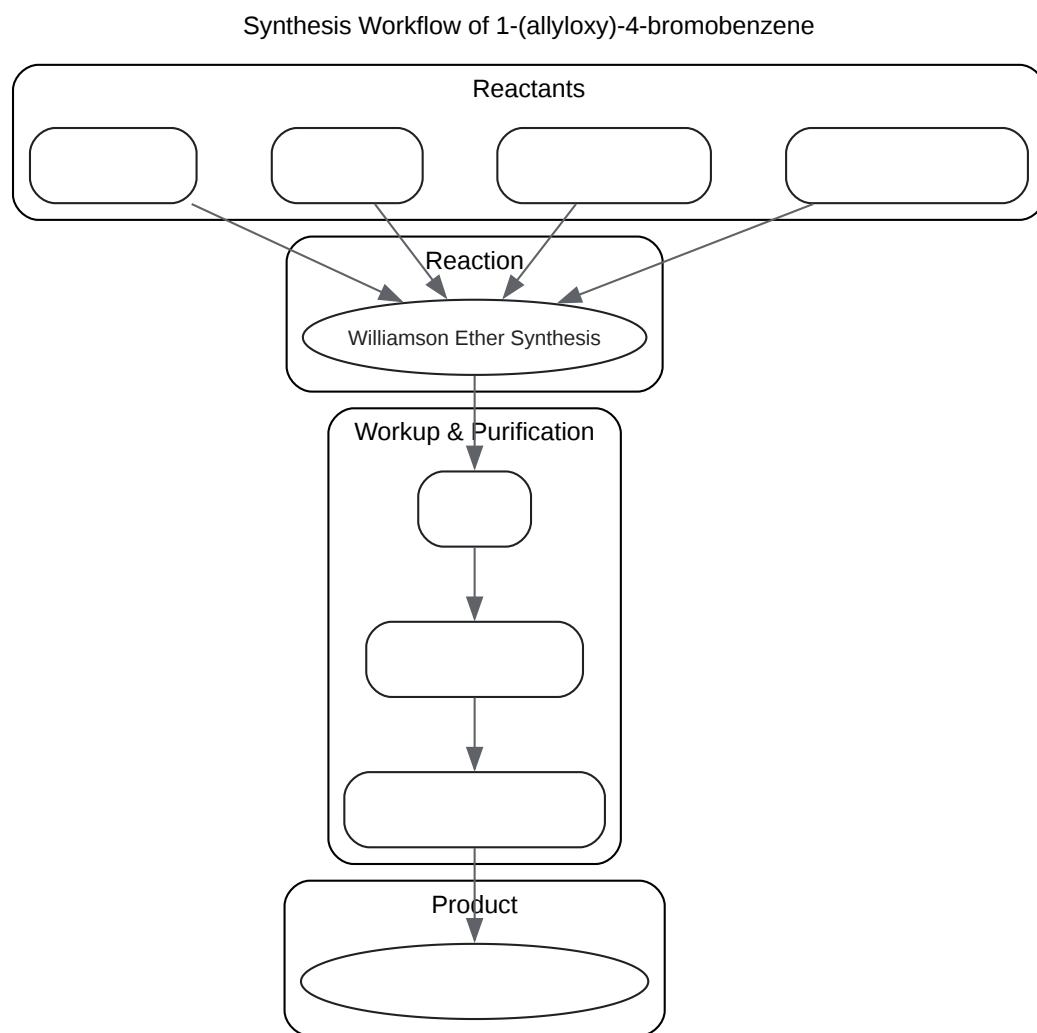 Synthesis Workflow of 1-(allyloxy)-4-bromobenzene
Reactants
Reaction
Williamson Ether Synthesis
Workup & Purification
Product